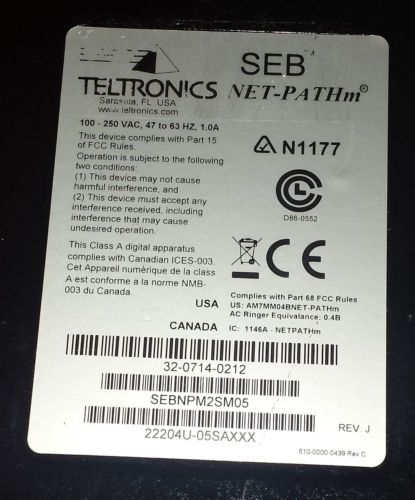 TELTRONICS
Sarasota, FL USA
www.teltronics.com
SEB™
NET-PATHm®
100 - 250 VAC, 47 to 63 HZ, 1.0A
This device complies with Part 15
of FCC Rules.
Operation is subject to the following
two conditions:
(1) This device may not cause
harmful interference, and
(2) This device must accept any
interference received, including
interference that may cause
undesired operation.
This Class A digital apparatus
complies with Canadian ICES-003.
Cet Appareil numérique de la class
A est conforme a la norme NMB-
003 du Canada.
N1177
D86-0552
CE
USA
Complies with Part 68 FCC Rules
US: AM7MM04BNET-PATHm
AC Ringer Equivalance: 0.4B
CANADA
IC: 1146A - NETPATHm
32-0714-0212
SEBNPM2SM05
22204U-05SAXXX
REV. J
610-0000-0439 Rev C